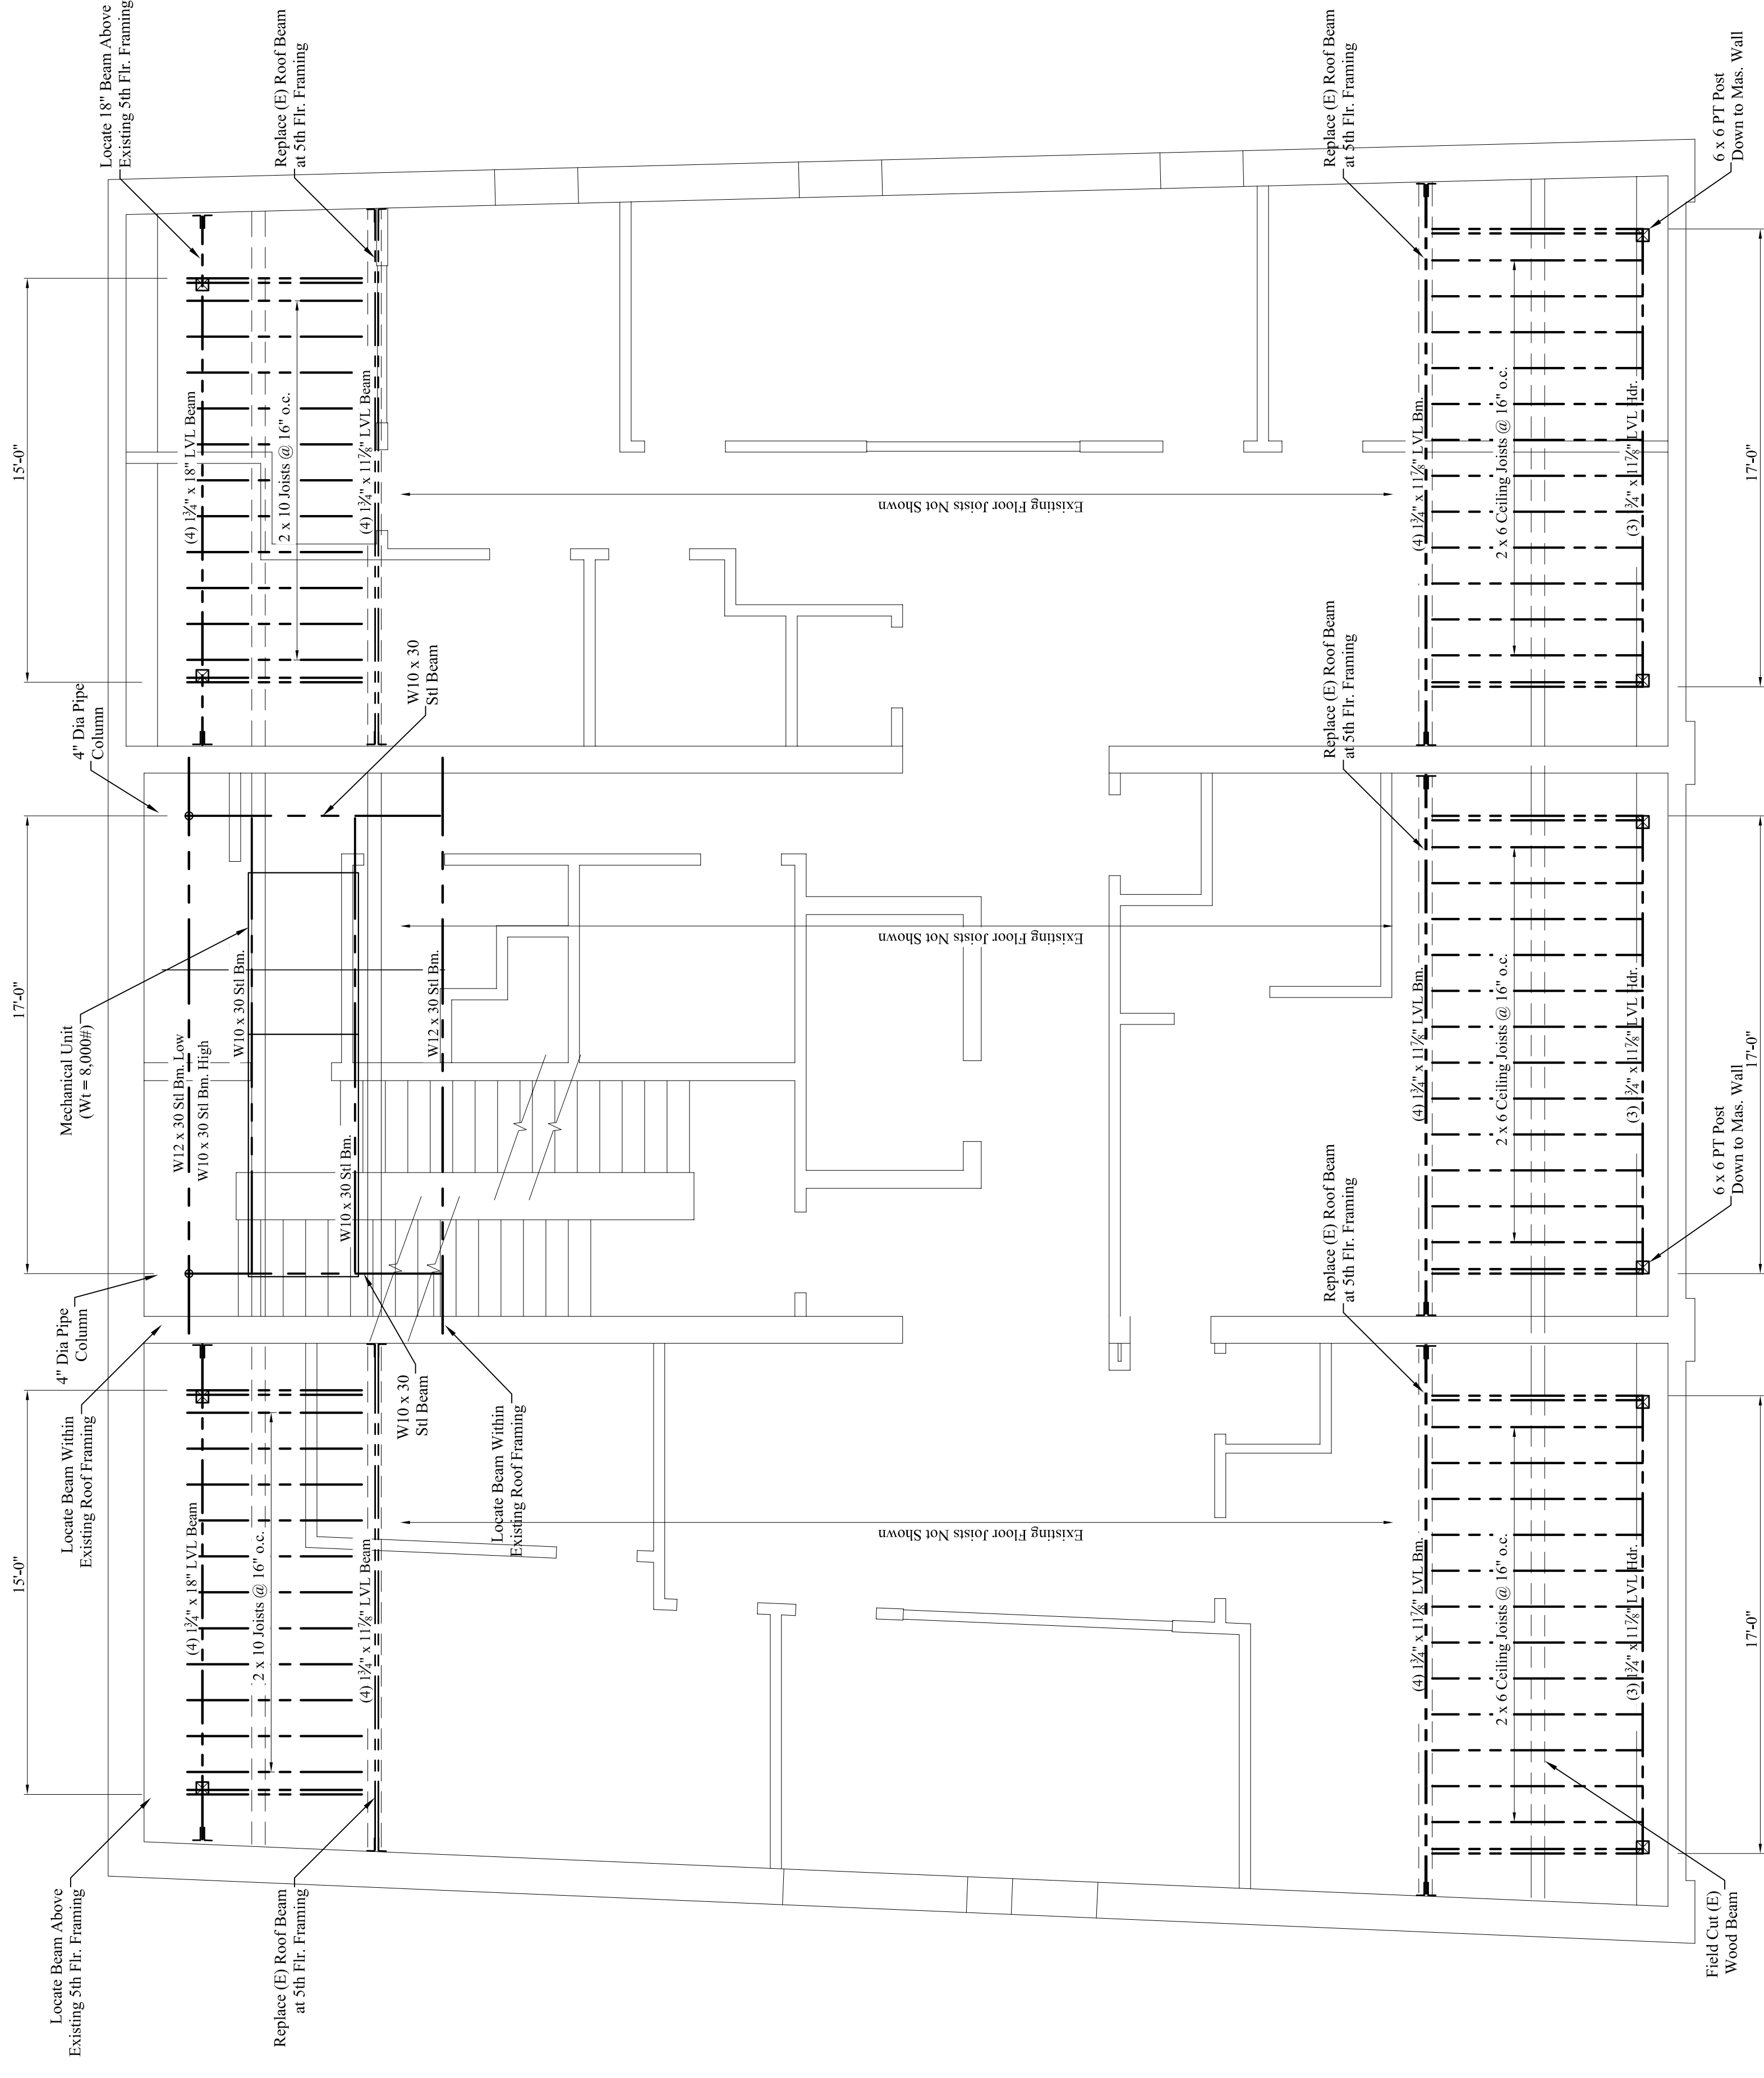 15'-0"
17'-0"
15'-0"
Locate Beam Above
Existing 5th Flr. Framing
Locate Beam Within
Existing Roof Framing
4" Dia Pipe
Column
Mechanical Unit
(Wt = 8,000#)
4" Dia Pipe
Column
Locate 18" Beam Above
Existing 5th Flr. Framing
(4) 1¾" x 18" LVL Beam
W12 x 30 Stl Bm. Low
W10 x 30 Stl Bm. High
(4) 1¾" x 18" LVL Beam
2 x 10 Joists @ 16" o.c.
W10 x 30 Stl Bm.
2 x 10 Joists @ 16" o.c.
Replace (E) Roof Beam
at 5th Flr. Framing
Replace (E) Roof Beam
at 5th Flr. Framing
(4) 1¾" x 11⅞" LVL Beam
W10 x 30 Stl Bm.
(4) 1¾" x 11⅞" LVL Beam
W10 x 30
Stl Beam
W12 x 30 Stl Bm.
W10 x 30
Stl Beam
Locate Beam Within
Existing Roof Framing
Existing Floor Joists Not Shown
Existing Floor Joists Not Shown
Existing Floor Joists Not Shown
Replace (E) Roof Beam
at 5th Flr. Framing
Replace (E) Roof Beam
at 5th Flr. Framing
Replace (E) Roof Beam
at 5th Flr. Framing
(4) 1¾" x 11⅞" LVL Bm.
(4) 1¾" x 11⅞" LVL Bm.
(4) 1¾" x 11⅞" LVL Bm.
2 x 6 Ceiling Joists @ 16" o.c.
2 x 6 Ceiling Joists @ 16" o.c.
2 x 6 Ceiling Joists @ 16" o.c.
(3) 1¾" x 11⅞" LVL Hdr.
(3) ¾" x 11⅞" LVL Hdr.
(3) ¾" x 11⅞" LVL Hdr.
Field Cut (E)
Wood Beam
6 x 6 PT Post
Down to Mas. Wall
6 x 6 PT Post
Down to Mas. Wall
17'-0"
17'-0"
17'-0"